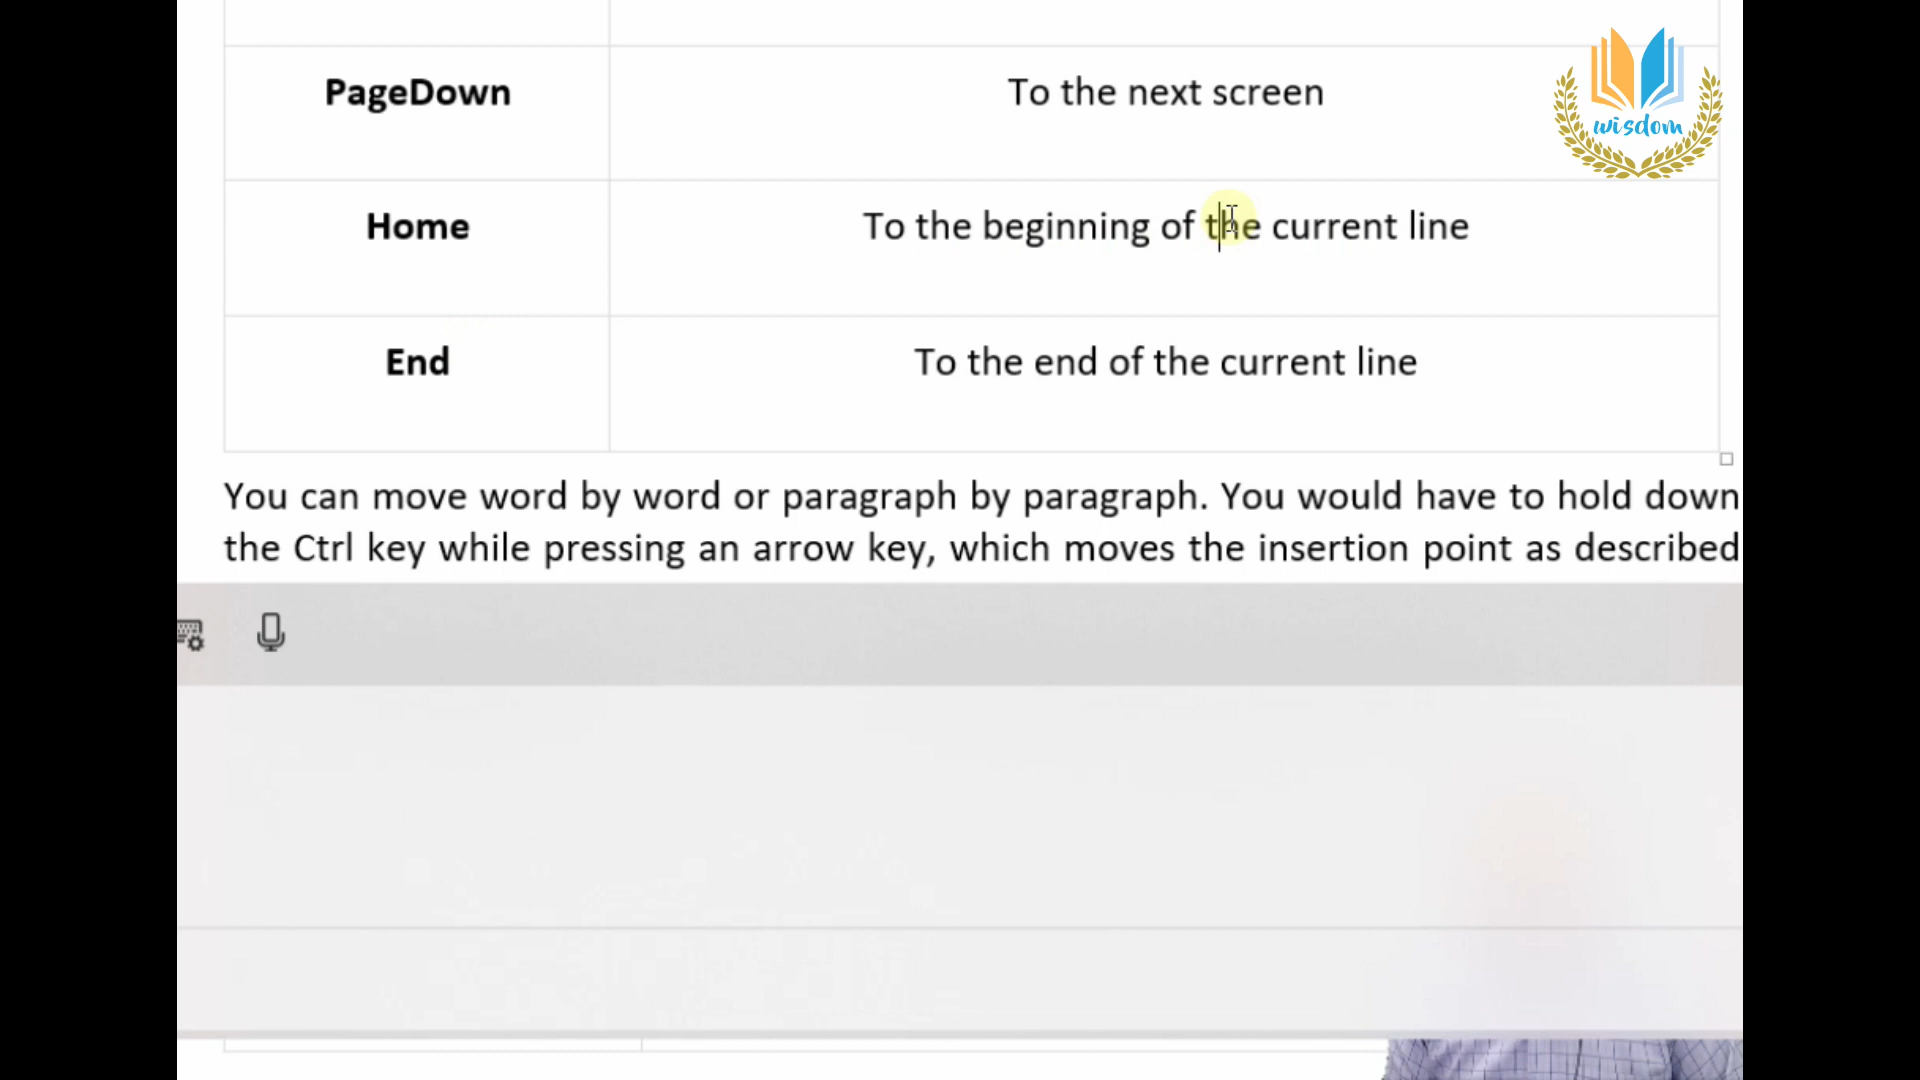 wisdom
PageDown To the next screen
Home To the beginning of the current line
End To the end of the current line
You can move word by word or paragraph by paragraph. You would have to hold down
the Ctrl key while pressing an arrow key, which moves the insertion point as described